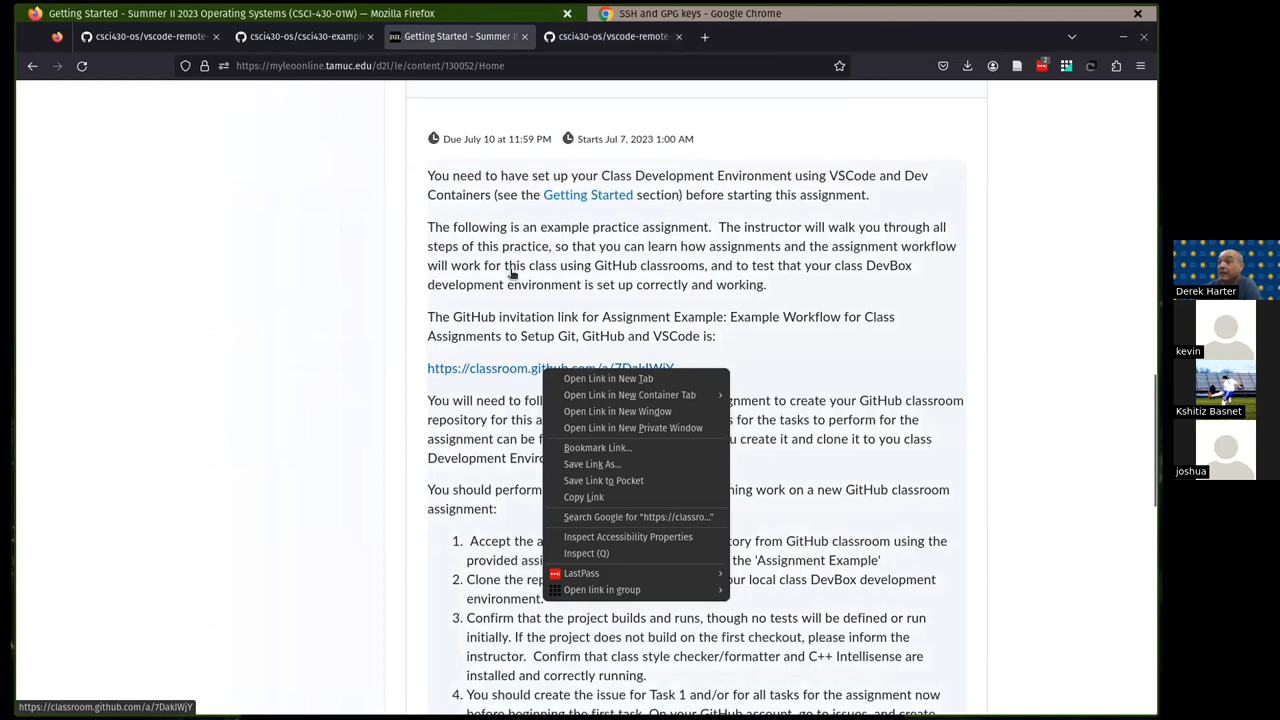 Getting Started - Summer II 2023 Operating Systems (CSCI-430-01W) — Mozilla Firefox
SSH and GPG keys - Google Chrome
csci430-os/vscode-remote-
csci430-os/csci430-example
Getting Started - Summer II
csci430-os/vscode-remote-
https://myleoonline.tamuc.edu/d2l/le/content/130052/Home
Due July 10 at 11:59 PM Starts Jul 7, 2023 1:00 AM
You need to have set up your Class Development Environment using VSCode and Dev
Containers (see the Getting Started section) before starting this assignment.
The following is an example practice assignment. The instructor will walk you through all
steps of this practice, so that you can learn how assignments and the assignment workflow
will work for this class using GitHub classrooms, and to test that your class DevBox
development environment is set up correctly and working.
The GitHub invitation link for Assignment Example: Example Workflow for Class
Assignments to Setup Git, GitHub and VSCode is:
https://classroom.github.com/a/7DakIWjY
You will need to foll
gnment to create your GitHub classroom
repository for this a
s for the tasks to perform for the
assignment can be f
u create it and clone it to you class
Development Enviro
You should perform
ning work on a new GitHub classroom
assignment:
1. Accept the a
tory from GitHub classroom using the
provided assi
the 'Assignment Example'
2. Clone the rep
our local class DevBox development
environment.
3. Confirm that the project builds and runs, though no tests will be defined or run
initially. If the project does not build on the first checkout, please inform the
instructor. Confirm that class style checker/formatter and C++ Intellisense are
installed and correctly running.
4. You should create the issue for Task 1 and/or for all tasks for the assignment now
before beginning the first task. On your GitHub account, go to issues, and create
Open Link in New Tab
Open Link in New Container Tab
Open Link in New Window
Open Link in New Private Window
Bookmark Link...
Save Link As...
Save Link to Pocket
Copy Link
Search Google for "https://classro..."
Inspect Accessibility Properties
Inspect (Q)
LastPass
Open link in group
https://classroom.github.com/a/7DakIWjY
Derek Harter
kevin
Kshitiz Basnet
joshua